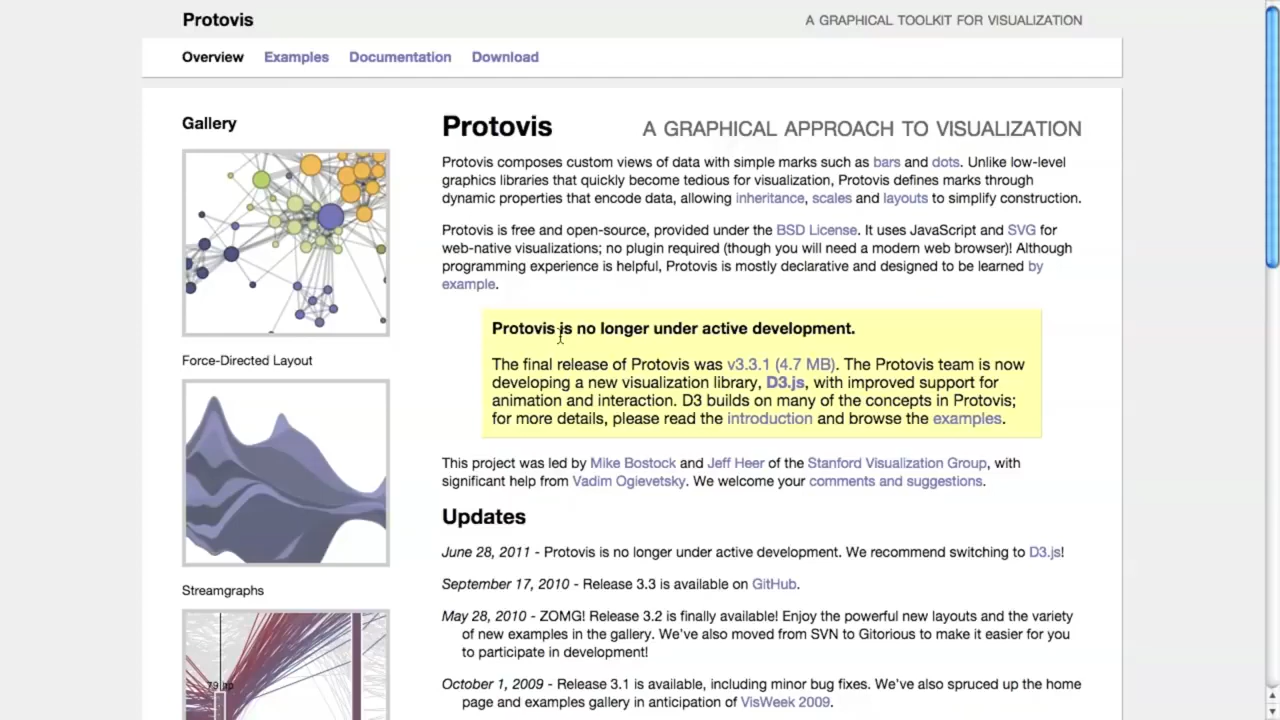 Protovis
A GRAPHICAL TOOLKIT FOR VISUALIZATION
Overview Examples Documentation Download
Gallery
Force-Directed Layout
Streamgraphs
Protovis
A GRAPHICAL APPROACH TO VISUALIZATION
Protovis composes custom views of data with simple marks such as bars and dots. Unlike low-level
graphics libraries that quickly become tedious for visualization, Protovis defines marks through
dynamic properties that encode data, allowing inheritance, scales and layouts to simplify construction.
Protovis is free and open-source, provided under the BSD License. It uses JavaScript and SVG for
web-native visualizations; no plugin required (though you will need a modern web browser)! Although
programming experience is helpful, Protovis is mostly declarative and designed to be learned by
example.
Protovis is no longer under active development.
The final release of Protovis was v3.3.1 (4.7 MB). The Protovis team is now
developing a new visualization library, D3.js, with improved support for
animation and interaction. D3 builds on many of the concepts in Protovis;
for more details, please read the introduction and browse the examples.
This project was led by Mike Bostock and Jeff Heer of the Stanford Visualization Group, with
significant help from Vadim Ogievetsky. We welcome your comments and suggestions.
Updates
June 28, 2011 - Protovis is no longer under active development. We recommend switching to D3.js!
September 17, 2010 - Release 3.3 is available on GitHub.
May 28, 2010 - ZOMG! Release 3.2 is finally available! Enjoy the powerful new layouts and the variety
of new examples in the gallery. We've also moved from SVN to Gitorious to make it easier for you
to participate in development!
October 1, 2009 - Release 3.1 is available, including minor bug fixes. We've also spruced up the home
page and examples gallery in anticipation of VisWeek 2009.